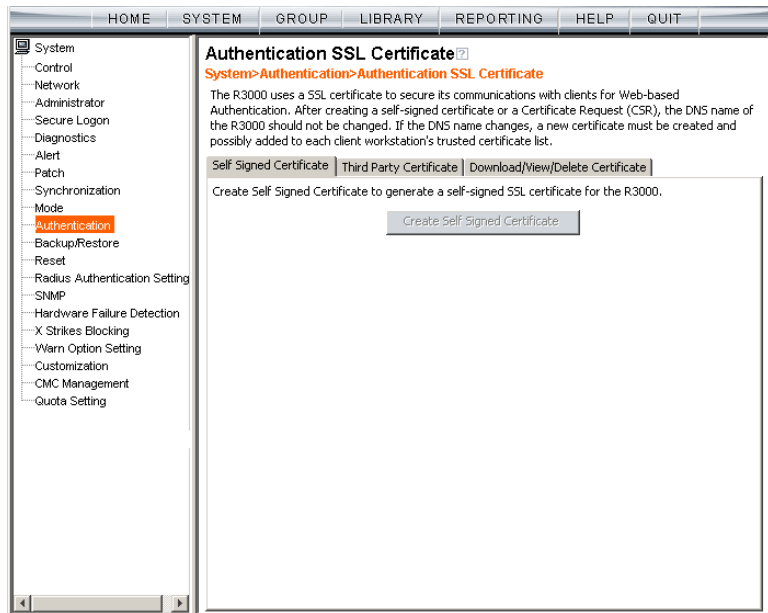 HOME SYSTEM GROUP LIBRARY REPORTING HELP QUIT
System
Control
Network
Administrator
Secure Logon
Diagnostics
Alert
Patch
Synchronization
Mode
Authentication
Backup/Restore
Reset
Radius Authentication Setting
SNMP
Hardware Failure Detection
X Strikes Blocking
Warn Option Setting
Customization
CMC Management
Quota Setting
Authentication SSL Certificate ?
System>Authentication>Authentication SSL Certificate
The R3000 uses a SSL certificate to secure its communications with clients for Web-based
Authentication. After creating a self-signed certificate or a Certificate Request (CSR), the DNS name of
the R3000 should not be changed. If the DNS name changes, a new certificate must be created and
possibly added to each client workstation's trusted certificate list.
Self Signed Certificate Third Party Certificate Download/View/Delete Certificate
Create Self Signed Certificate to generate a self-signed SSL certificate for the R3000.
Create Self Signed Certificate